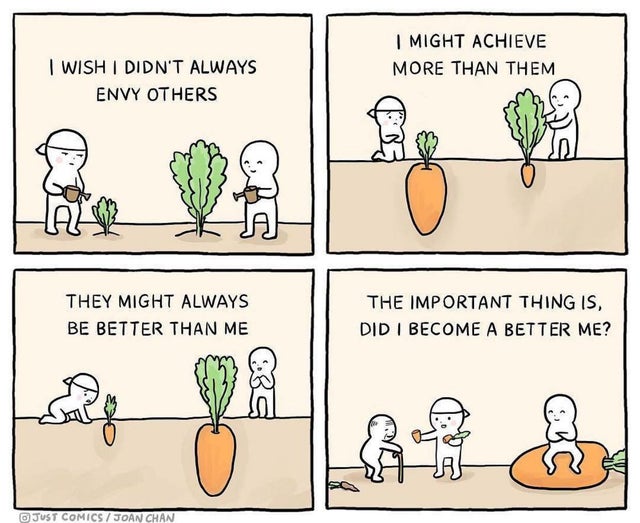 I WISH I DIDN'T ALWAYS
ENVY OTHERS
I MIGHT ACHIEVE
MORE THAN THEM
THEY MIGHT ALWAYS
BE BETTER THAN ME
THE IMPORTANT THING IS,
DID I BECOME A BETTER ME?
JUST COMICS / JOAN CHAN